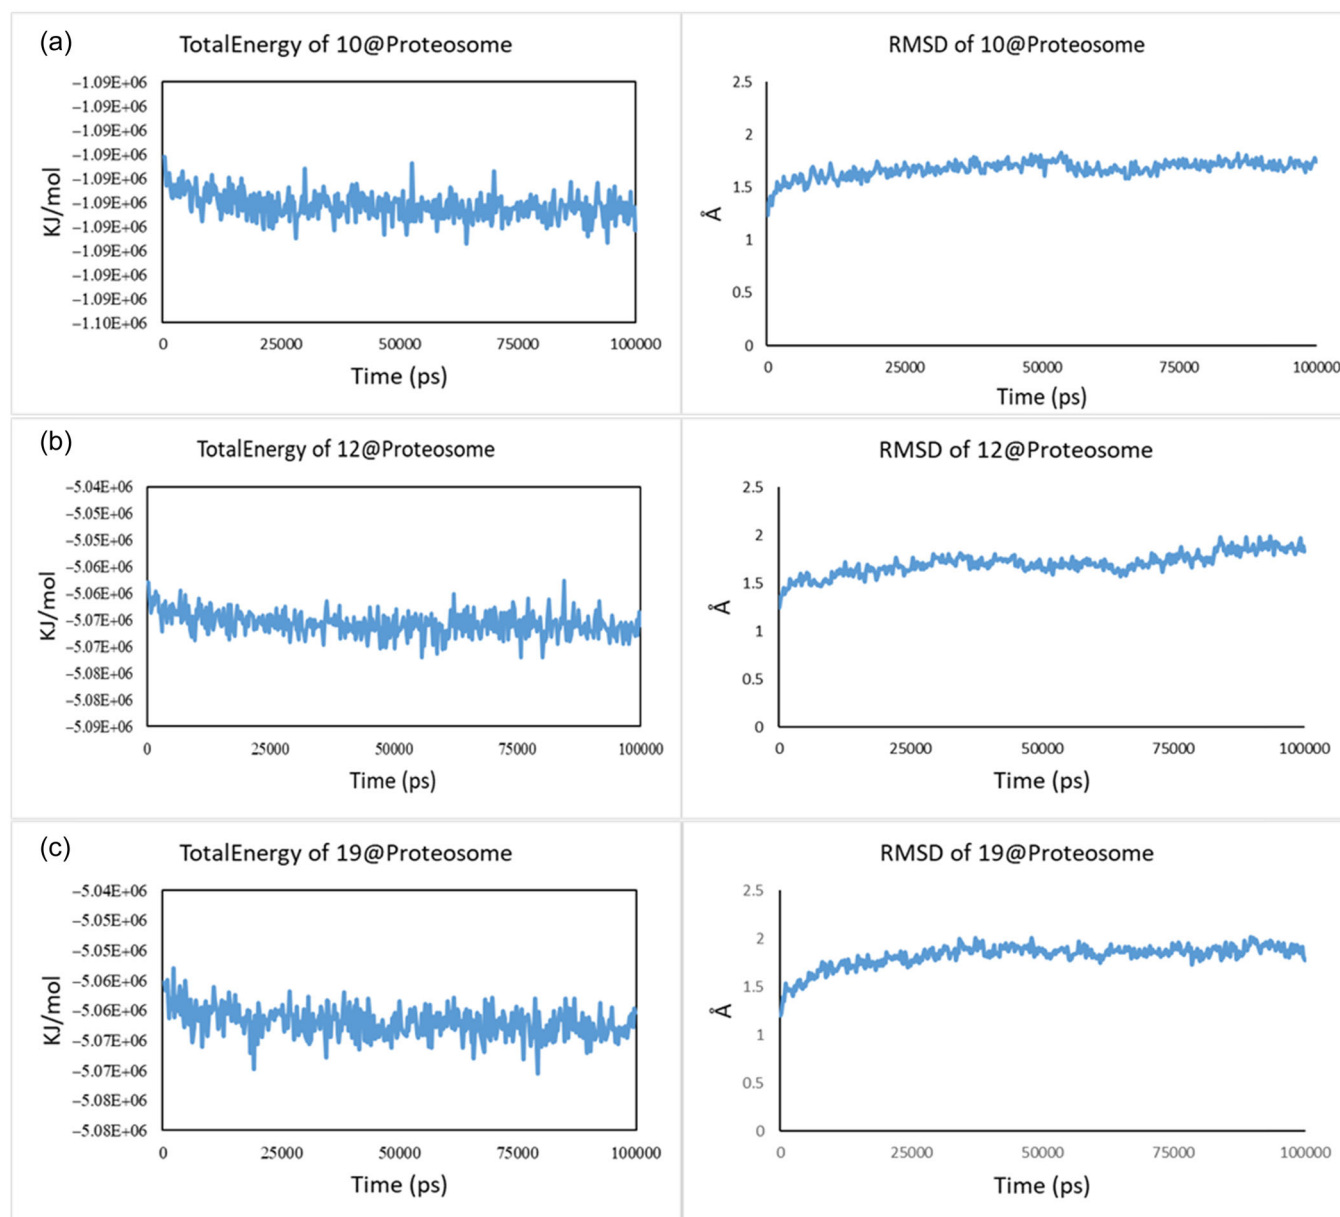 (a)
TotalEnergy of 10@Proteosome
−1.09E+06
−1.09E+06
−1.09E+06
−1.09E+06
−1.09E+06
−1.09E+06
−1.09E+06
−1.09E+06
−1.09E+06
−1.09E+06
−1.10E+06
KJ/mol
0 25000 50000 75000 100000
Time (ps)
RMSD of 10@Proteosome
2.5
2
1.5
1
0.5
0
Å
0 25000 50000 75000 100000
Time (ps)
(b)
TotalEnergy of 12@Proteosome
−5.04E+06
−5.05E+06
−5.05E+06
−5.06E+06
−5.06E+06
−5.07E+06
−5.07E+06
−5.08E+06
−5.08E+06
−5.09E+06
KJ/mol
0 25000 50000 75000 100000
Time (ps)
RMSD of 12@Proteosome
2.5
2
1.5
1
0.5
0
Å
0 25000 50000 75000 100000
Time (ps)
(c)
TotalEnergy of 19@Proteosome
−5.04E+06
−5.05E+06
−5.05E+06
−5.06E+06
−5.06E+06
−5.07E+06
−5.07E+06
−5.08E+06
−5.08E+06
KJ/mol
0 25000 50000 75000 100000
Time (ps)
RMSD of 19@Proteosome
2.5
2
1.5
1
0.5
0
Å
0 25000 50000 75000 100000
Time (ps)